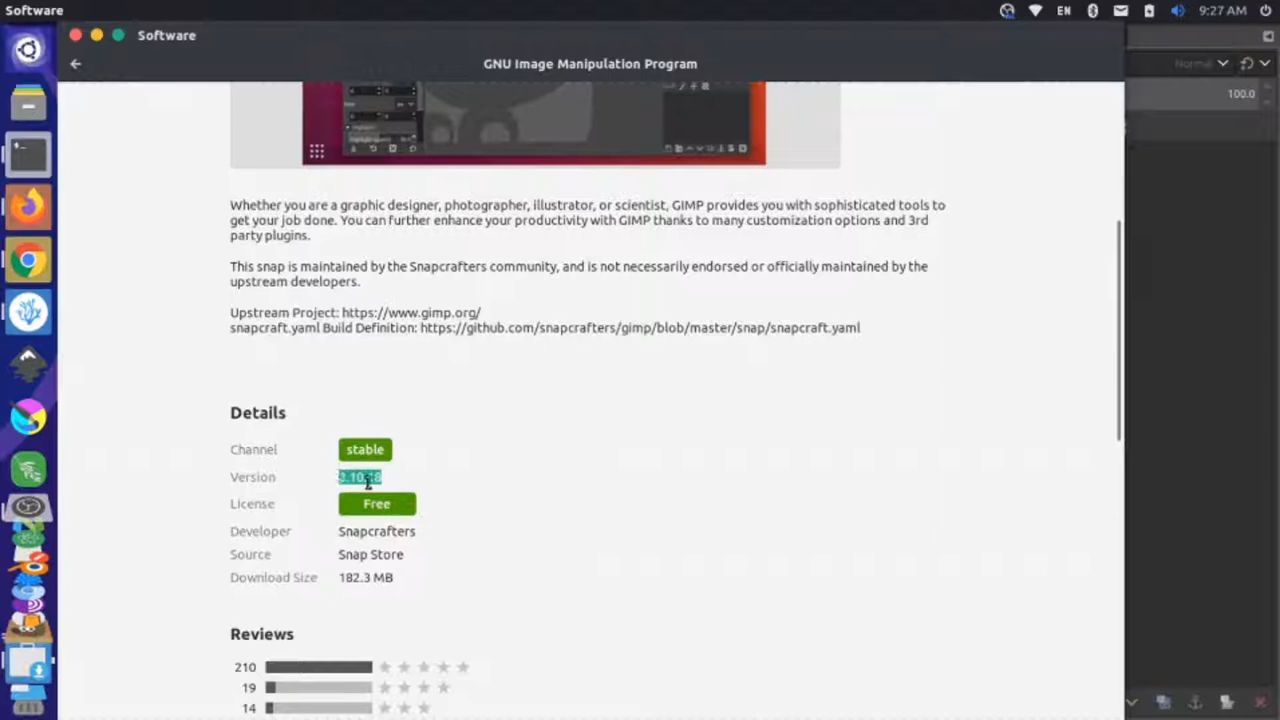 Software
EN
9:27 AM
Software
GNU Image Manipulation Program
Normal
100.0
Whether you are a graphic designer, photographer, illustrator, or scientist, GIMP provides you with sophisticated tools to
get your job done. You can further enhance your productivity with GIMP thanks to many customization options and 3rd
party plugins.
This snap is maintained by the Snapcrafters community, and is not necessarily endorsed or officially maintained by the
upstream developers.
Upstream Project: https://www.gimp.org/
snapcraft.yaml Build Definition: https://github.com/snapcrafters/gimp/blob/master/snap/snapcraft.yaml
Details
Channel stable
Version
License Free
Developer Snapcrafters
Source Snap Store
Download Size 182.3 MB
Reviews
210
19
14